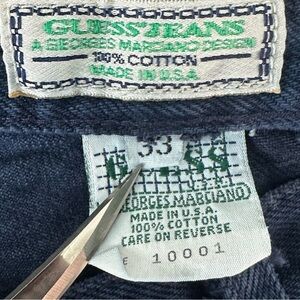 GUESS JEANS
A GEORGES MARCIANO DESIGN
100% COTTON
MADE IN U.S.A.
33
GEORGES MARCIANO
MADE IN U.S.A.
100% COTTON
CARE ON REVERSE
10001